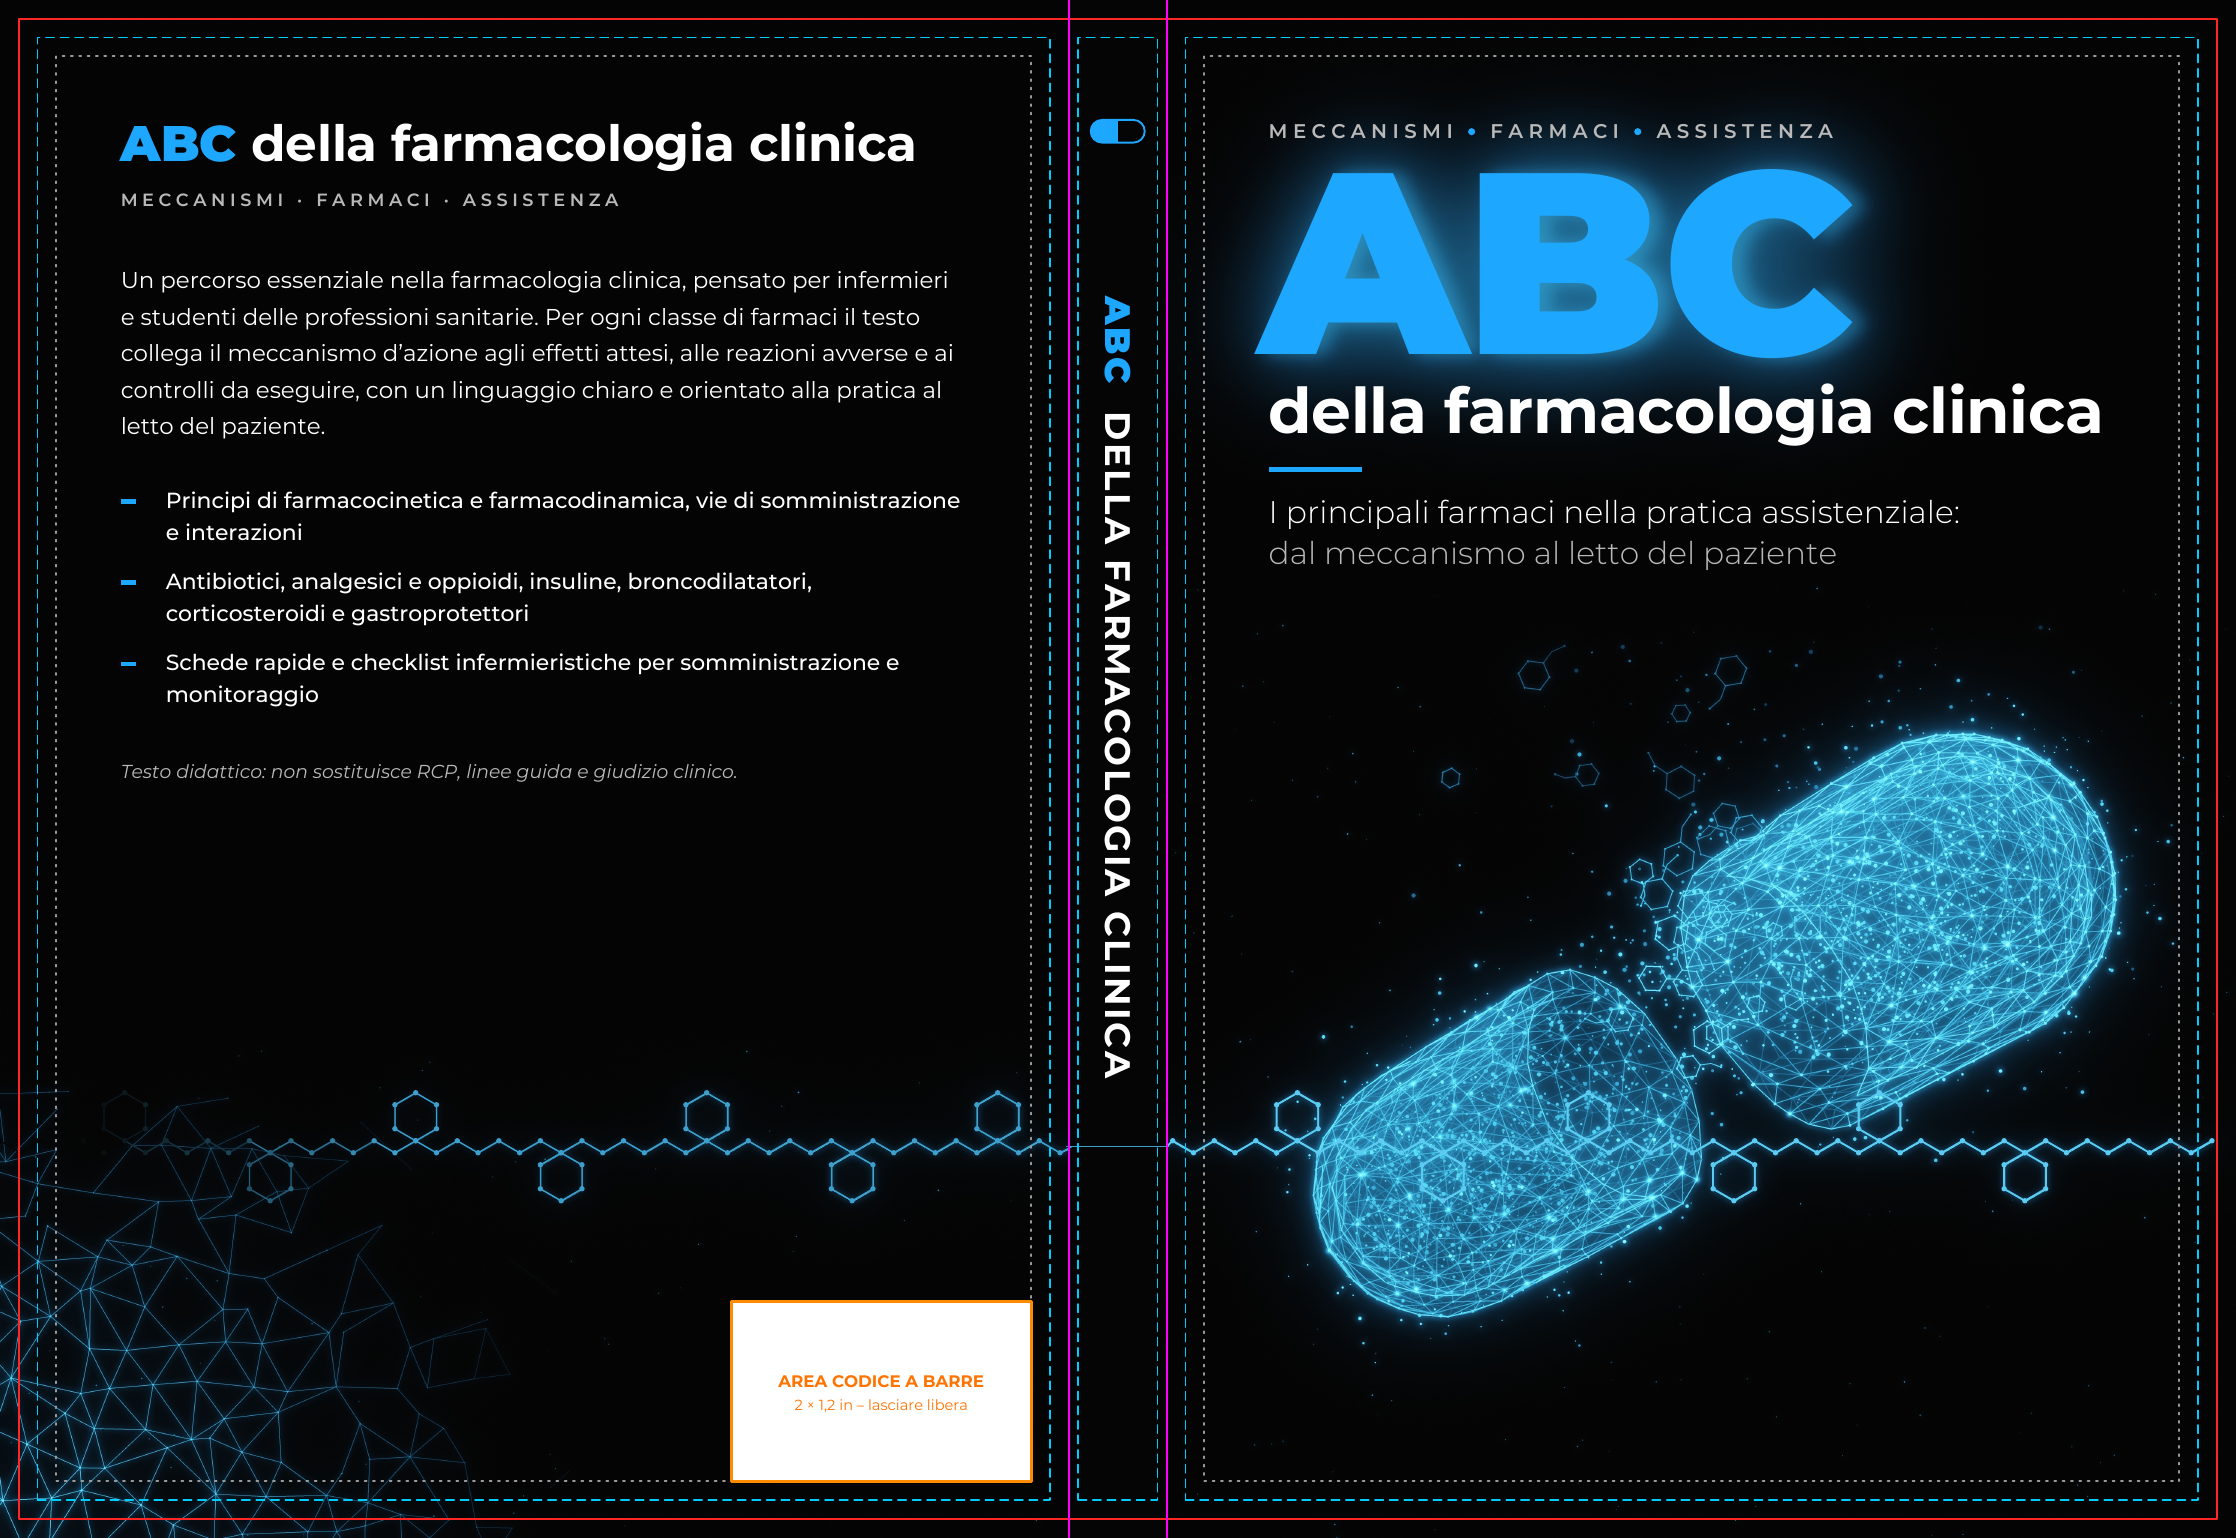 ABC della farmacologia clinica
MECCANISMI · FARMACI · ASSISTENZA
Un percorso essenziale nella farmacologia clinica, pensato per infermieri
e studenti delle professioni sanitarie. Per ogni classe di farmaci il testo
collega il meccanismo d’azione agli effetti attesi, alle reazioni avverse e ai
controlli da eseguire, con un linguaggio chiaro e orientato alla pratica al
letto del paziente.
Principi di farmacocinetica e farmacodinamica, vie di somministrazione
e interazioni
Antibiotici, analgesici e oppioidi, insuline, broncodilatatori,
corticosteroidi e gastroprotettori
Schede rapide e checklist infermieristiche per somministrazione e
monitoraggio
Testo didattico: non sostituisce RCP, linee guida e giudizio clinico.
AREA CODICE A BARRE
2 × 1,2 in – lasciare libera
ABC DELLA FARMACOLOGIA CLINICA
MECCANISMI • FARMACI • ASSISTENZA
ABC
della farmacologia clinica
I principali farmaci nella pratica assistenziale:
dal meccanismo al letto del paziente